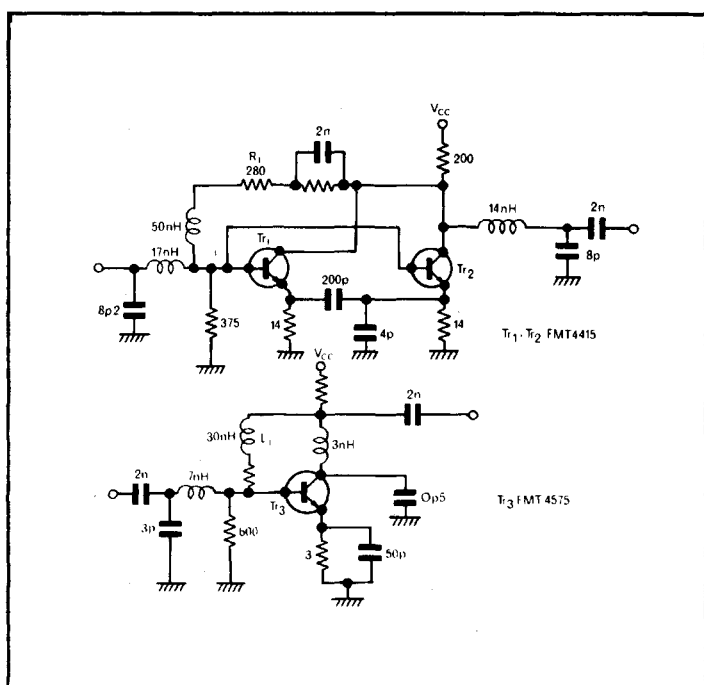 2n
VCC
R1
280
200
50nH
14nH
2n
17nH
Tr1
Tr2
8p
200p
8p2
375
14
4p
14
Tr1, Tr2 FMT4415
VCC
2n
30nH
L1
3nH
2n
7nH
Tr3
0p5
Tr3 FMT 4575
3p
600
3
50p